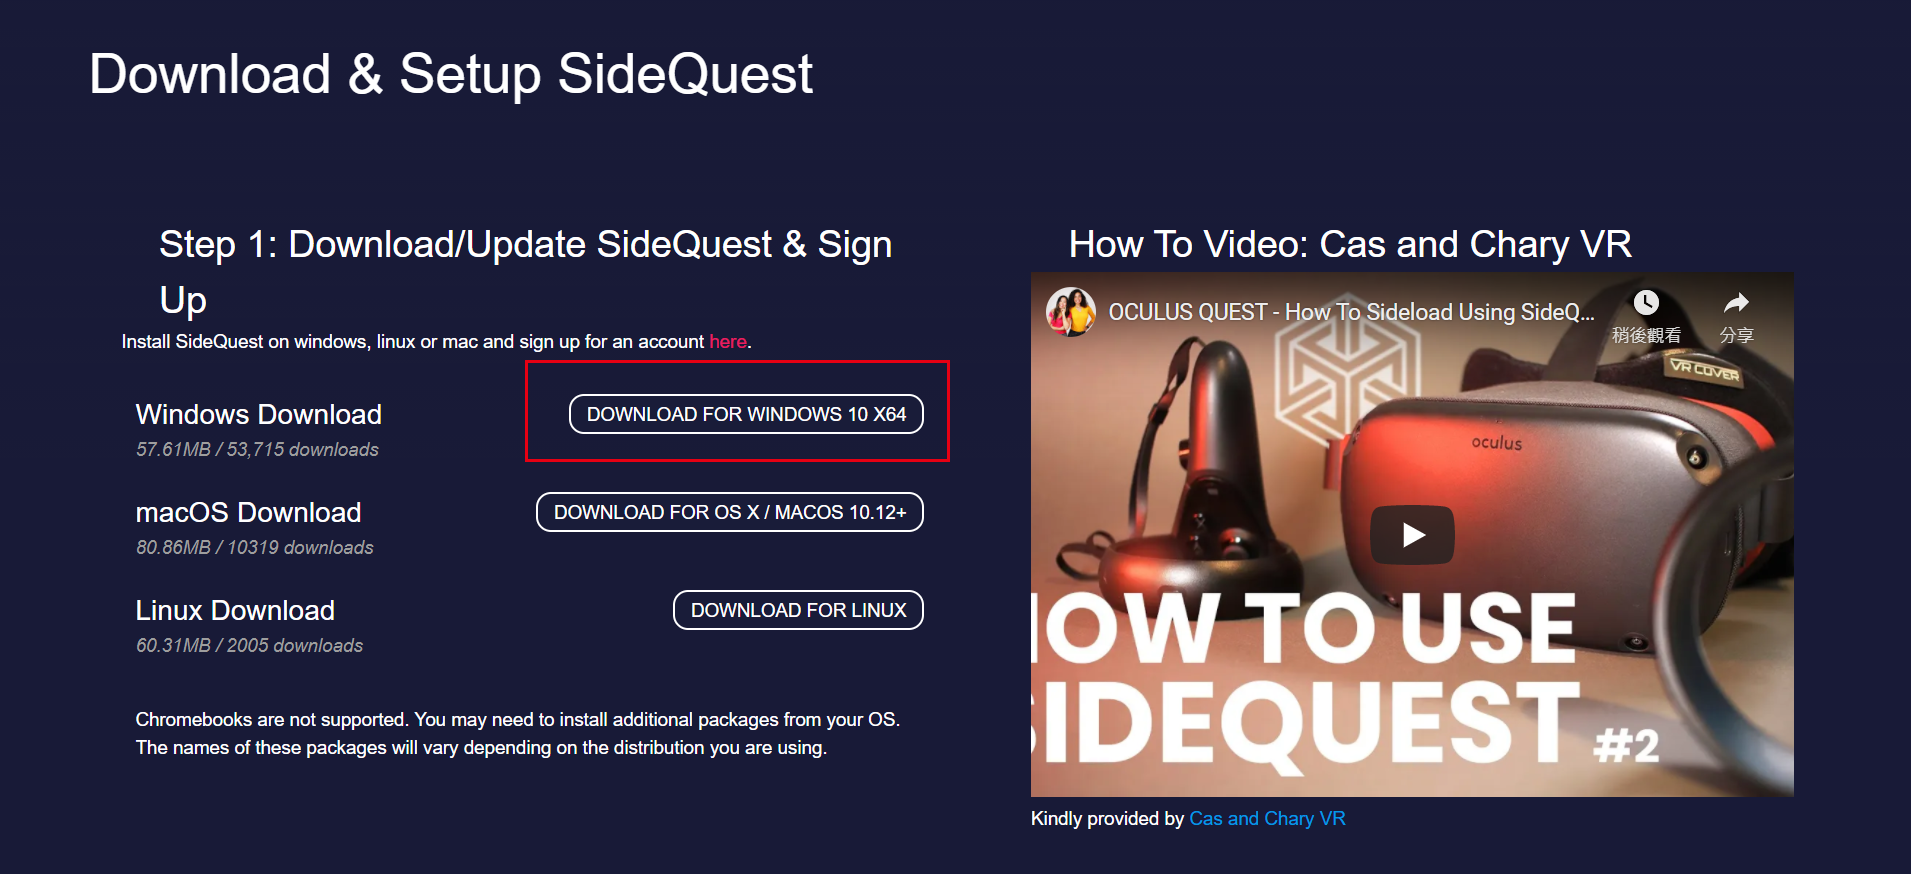 Download & Setup SideQuest
Step 1: Download/Update SideQuest & Sign
Up
Install SideQuest on windows, linux or mac and sign up for an account here.
Windows Download
DOWNLOAD FOR WINDOWS 10 X64
57.61MB / 53,715 downloads
macOS Download
DOWNLOAD FOR OS X / MACOS 10.12+
80.86MB / 10319 downloads
Linux Download
DOWNLOAD FOR LINUX
60.31MB / 2005 downloads
Chromebooks are not supported. You may need to install additional packages from your OS.
The names of these packages will vary depending on the distribution you are using.
How To Video: Cas and Chary VR
OCULUS QUEST - How To Sideload Using SideQ...
稍後觀看
分享
VR COVER
oculus
HOW TO USE
SIDEQUEST #2
Kindly provided by Cas and Chary VR